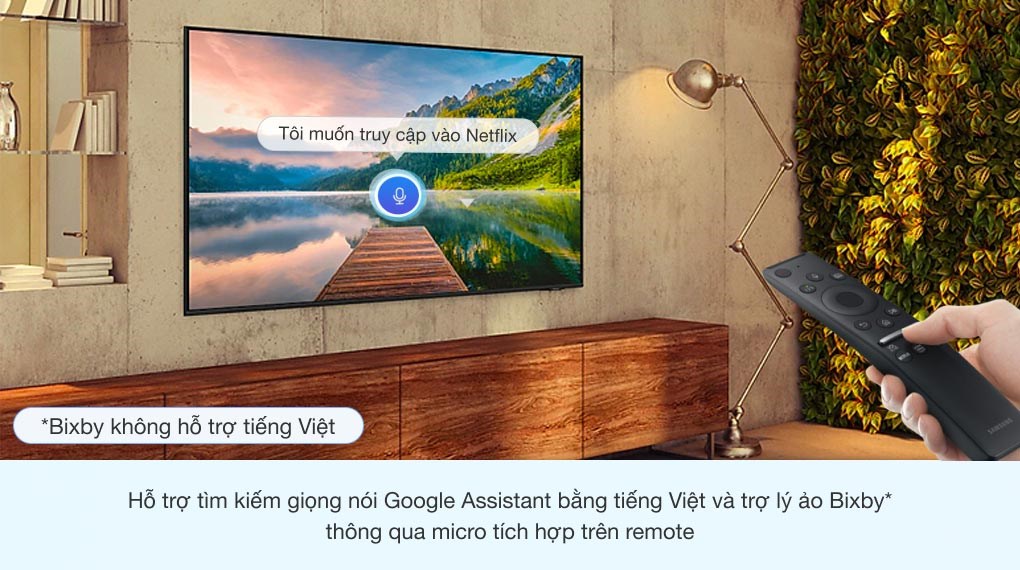 Tôi muốn truy cập vào Netflix
SAMSUNG
*Bixby không hỗ trợ tiếng Việt
Hỗ trợ tìm kiếm giọng nói Google Assistant bằng tiếng Việt và trợ lý ảo Bixby*
thông qua micro tích hợp trên remote